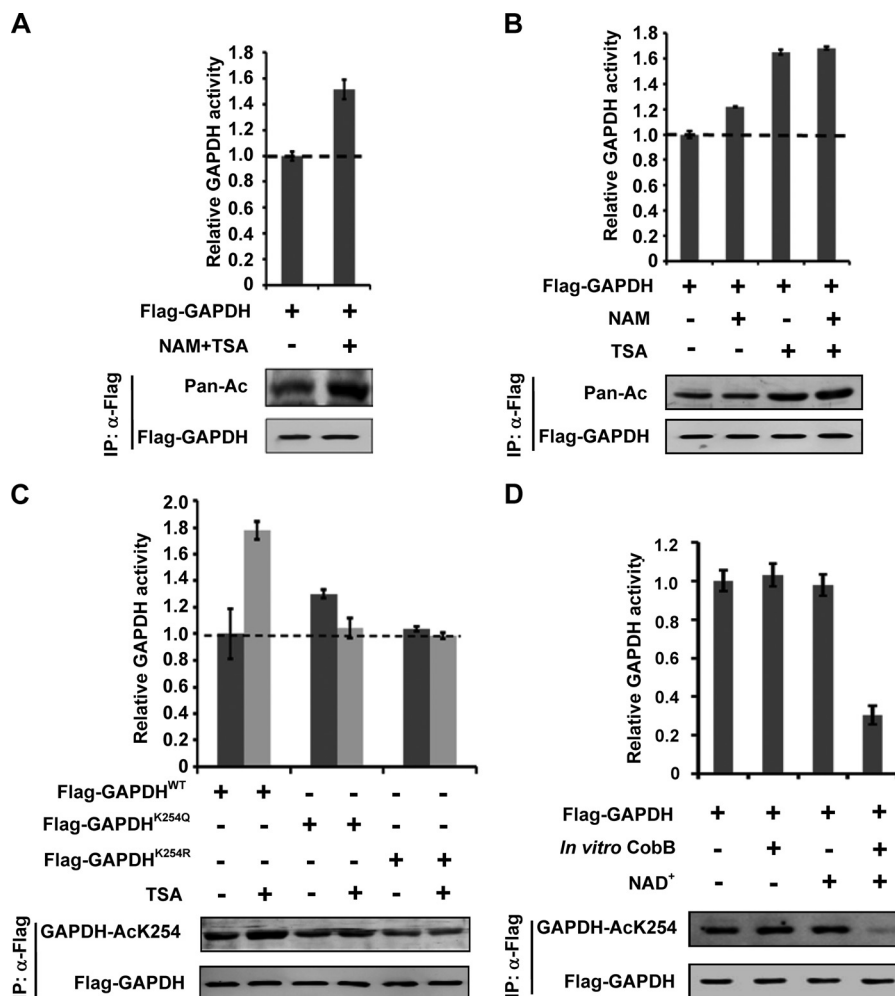 A
Relative GAPDH activity
1.8
1.6
1.4
1.2
1.0
0.8
0.6
0.4
0.2
0
Flag-GAPDH + +
NAM+TSA - +
IP: α-Flag
Pan-Ac
Flag-GAPDH
B
Relative GAPDH activity
1.8
1.6
1.4
1.2
1.0
0.8
0.6
1.4
1.2
0
Flag-GAPDH + + + +
NAM - + - +
TSA - - + +
IP: α-Flag
Pan-Ac
Flag-GAPDH
C
Relative GAPDH activity
2.0
1.8
1.6
1.4
1.2
1.0
0.8
0.6
0.4
0.2
0
Flag-GAPDH^WT + + - - - -
Flag-GAPDH^K254Q - - + + - -
Flag-GAPDH^K254R - - - - + +
TSA - + - + - +
IP: α-Flag
GAPDH-AcK254
Flag-GAPDH
D
Relative GAPDH activity
1.2
1.0
0.8
0.6
0.4
0.2
0
Flag-GAPDH + + + +
In vitro CobB - + - +
NAD⁺ - - + +
IP: α-Flag
GAPDH-AcK254
Flag-GAPDH